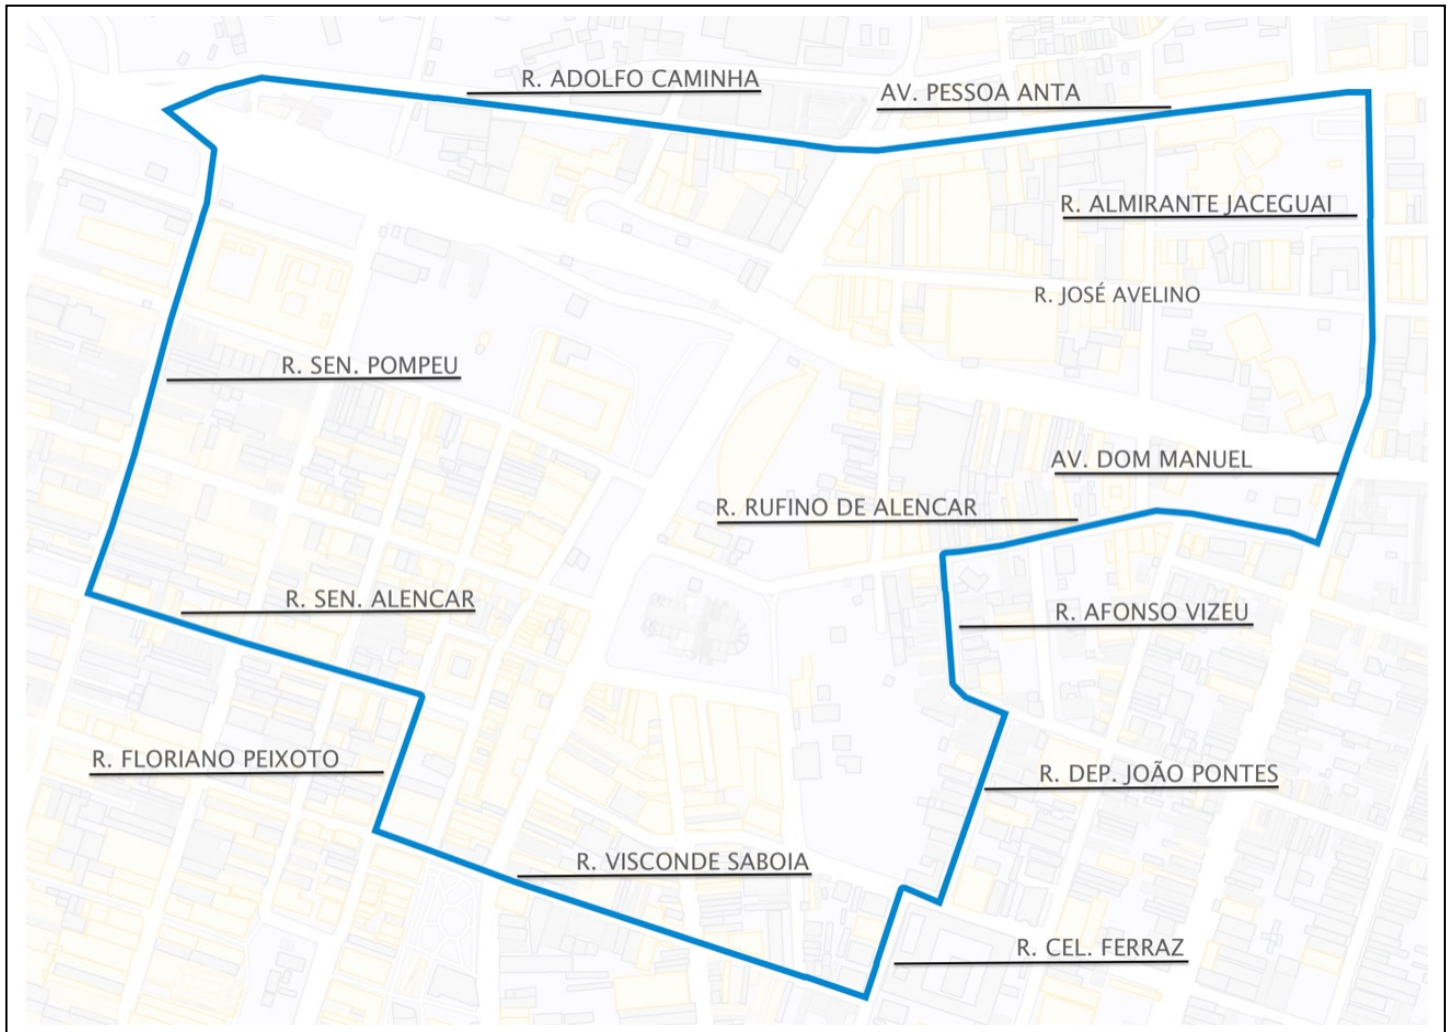 R. ADOLFO CAMINHA
AV. PESSOA ANTA
R. ALMIRANTE JACEGUAI
R. JOSÉ AVELINO
R. SEN. POMPEU
AV. DOM MANUEL
R. RUFINO DE ALENCAR
R. SEN. ALENCAR
R. AFONSO VIZEU
R. FLORIANO PEIXOTO
R. DEP. JOÃO PONTES
R. VISCONDE SABOIA
R. CEL. FERRAZ